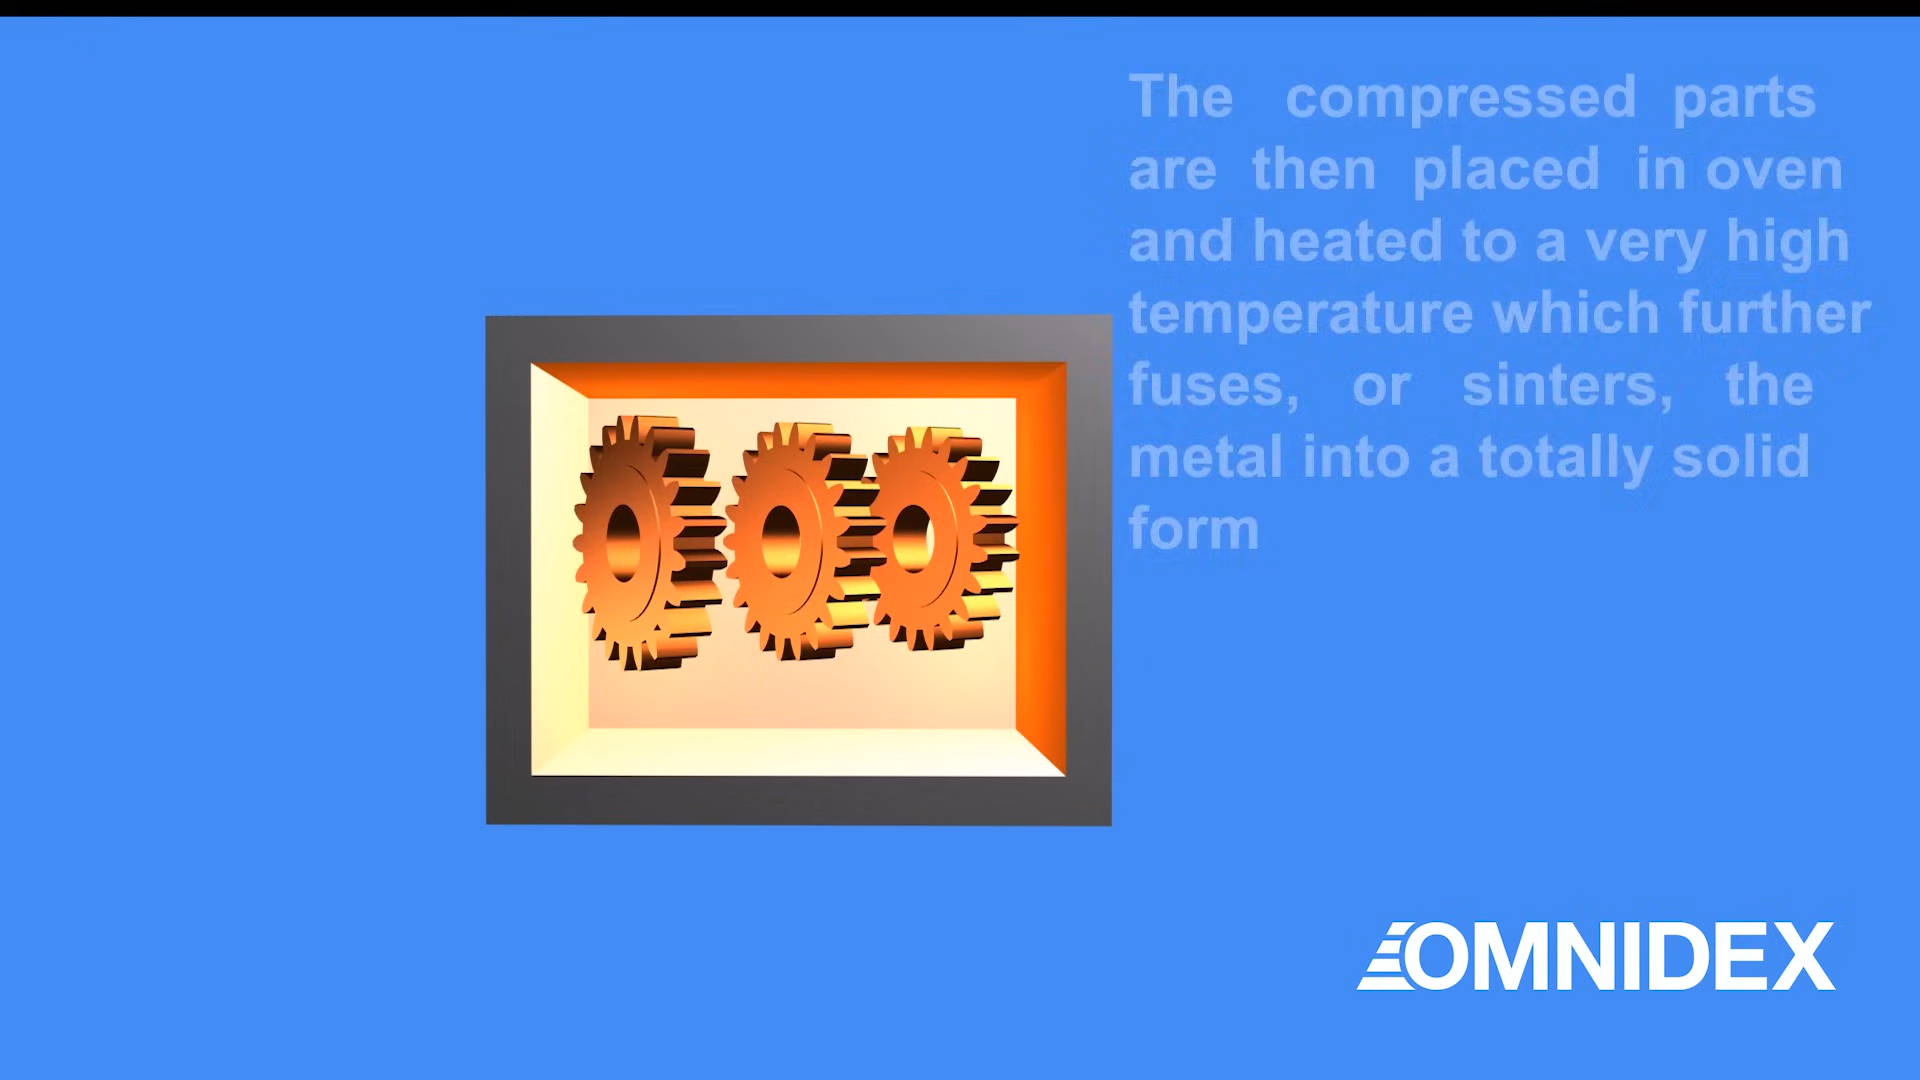 The compressed parts
are then placed in oven
and heated to a very high
temperature which further
fuses, or sinters, the
metal into a totally solid
form
OMNIDEX